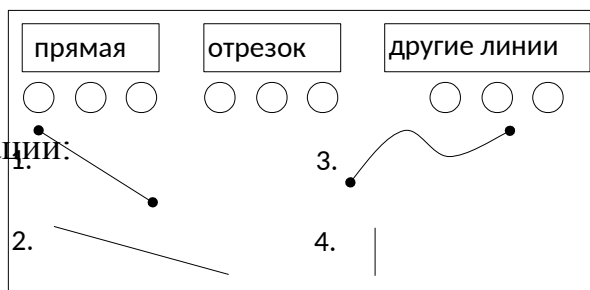 прямая отрезок другие линии
ции:
1. 3.
2. 4.